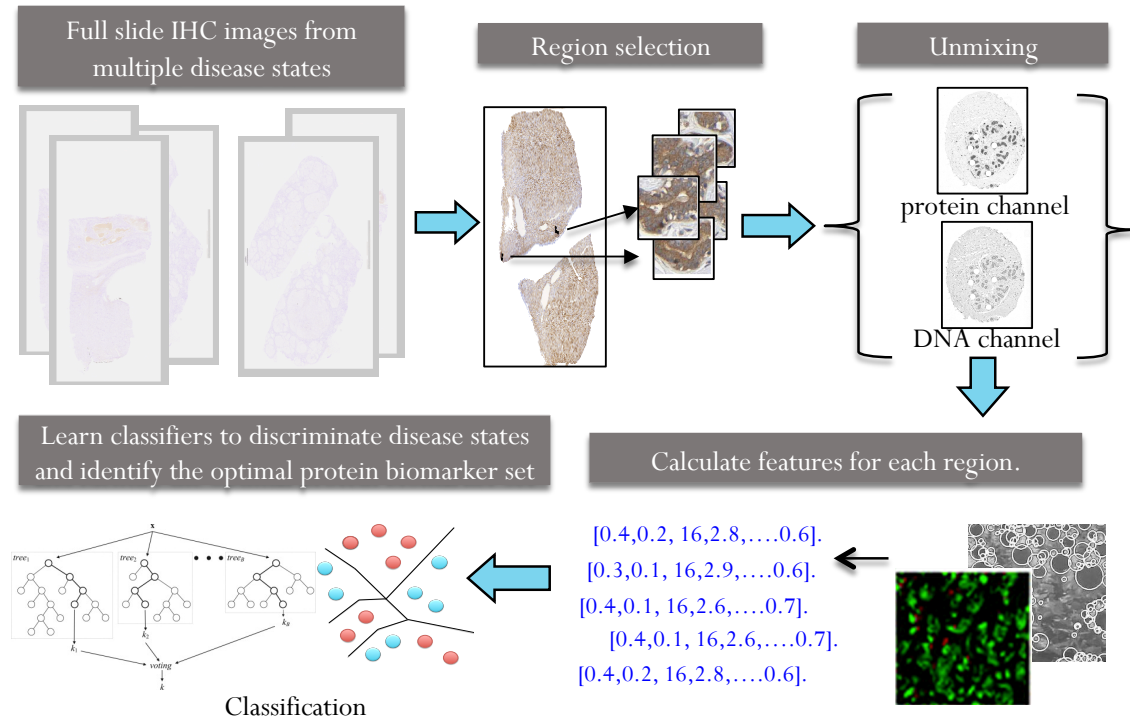 Full slide IHC images from
multiple disease states
Region selection
Unmixing
protein channel
DNA channel
Learn classifiers to discriminate disease states
and identify the optimal protein biomarker set
Calculate features for each region.
x
tree1
tree2
• • •
treeB
k1
k2
kB
voting
k
Classification
[0.4,0.2, 16,2.8,….0.6].
[0.3,0.1, 16,2.9,….0.6].
[0.4,0.1, 16,2.6,….0.7].
[0.4,0.1, 16,2.6,….0.7].
[0.4,0.2, 16,2.8,….0.6].